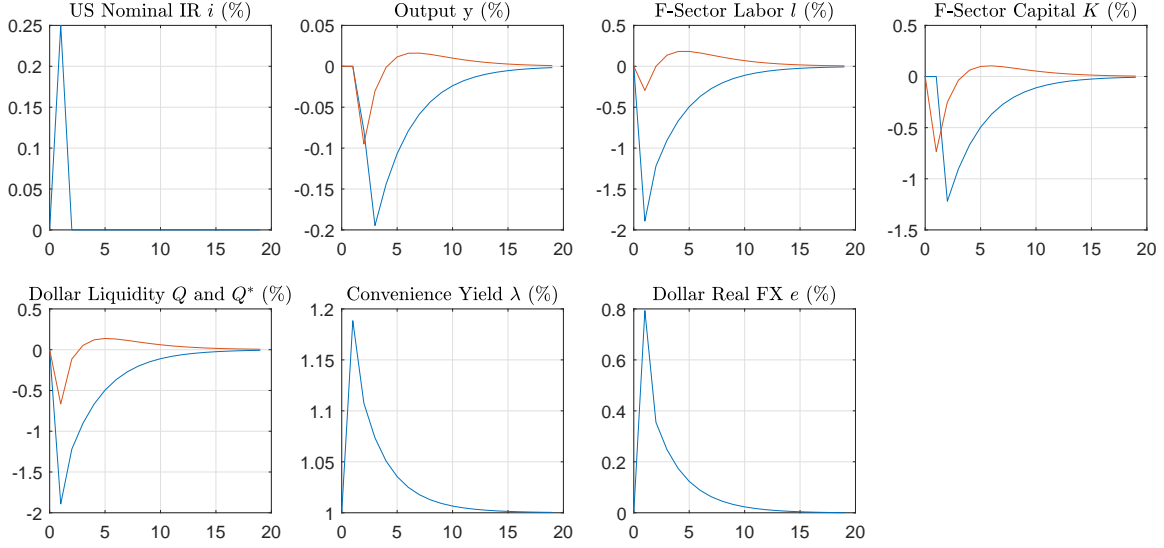 US Nominal IR i (%)
0.25
0.2
0.15
0.1
0.05
0
0 5 10 15 20
Output y (%)
0.05
0
-0.05
-0.1
-0.15
-0.2
0 5 10 15 20
F-Sector Labor l (%)
0.5
0
-0.5
-1
-1.5
-2
0 5 10 15 20
F-Sector Capital K (%)
0.5
0
-0.5
-1
-1.5
0 5 10 15 20
Dollar Liquidity Q and Q* (%)
0.5
0
-0.5
-1
-1.5
-2
0 5 10 15 20
Convenience Yield λ (%)
1.2
1.15
1.1
1.05
1
0 5 10 15 20
Dollar Real FX e (%)
0.8
0.6
0.4
0.2
0
0 5 10 15 20